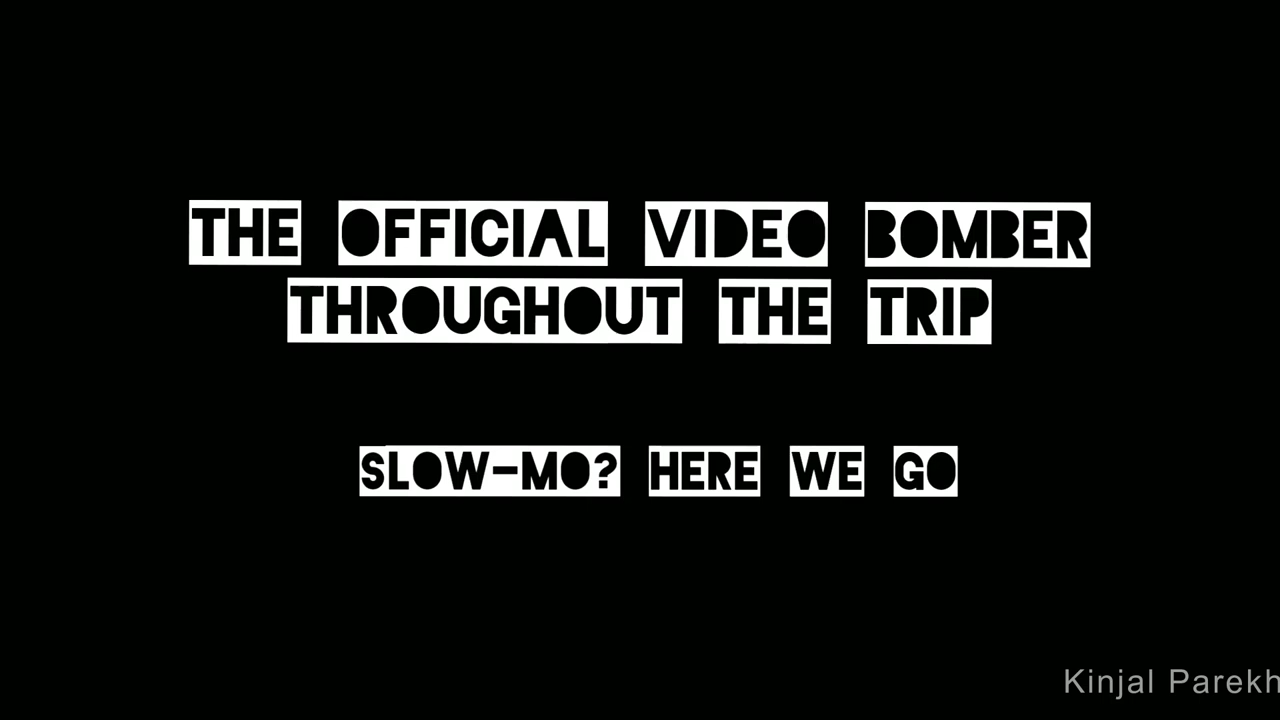 THE OFFICIAL VIDEO BOMBER
THROUGHOUT THE TRIP
SLOW-MO? HERE WE GO
Kinjal Parekh